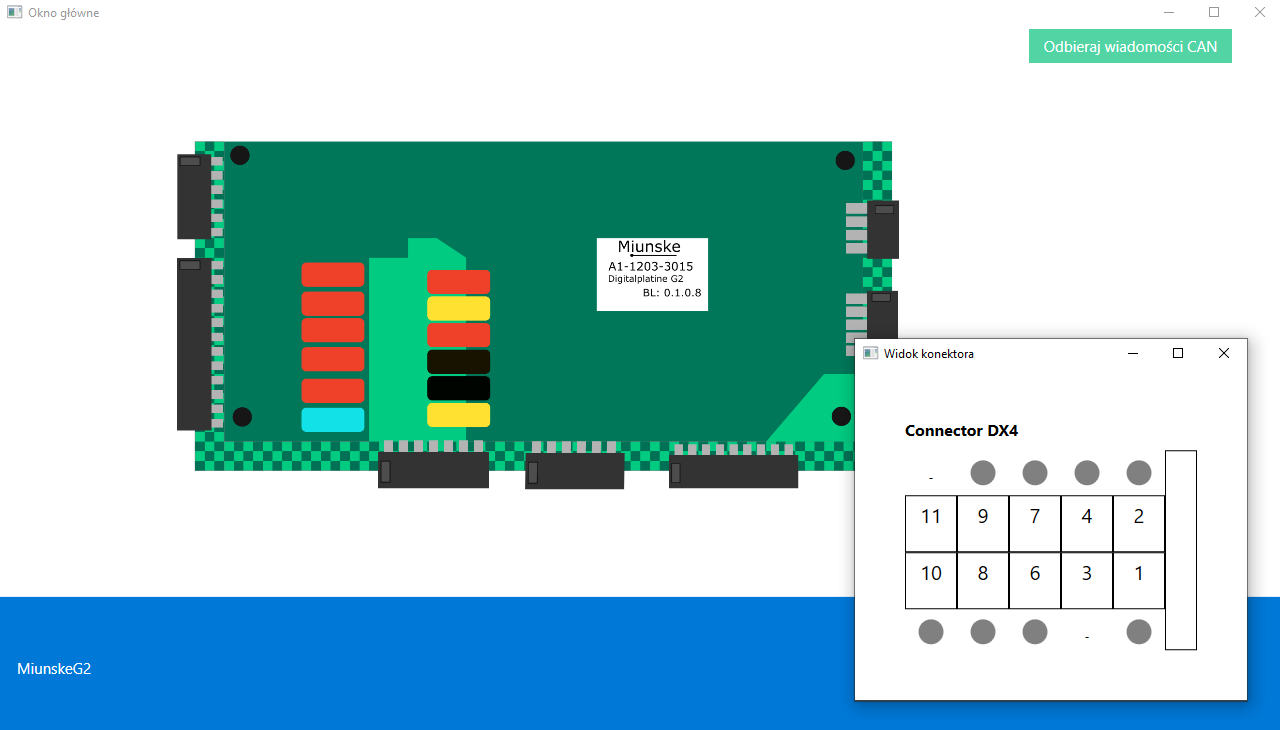 Okno główne
Odbieraj wiadomości CAN
Miunske
A1-1203-3015
Digitalplatine G2
BL: 0.1.0.8
Widok konektora
Connector DX4
-
11 9 7 4 2
10 8 6 3 1
-
MiunskeG2